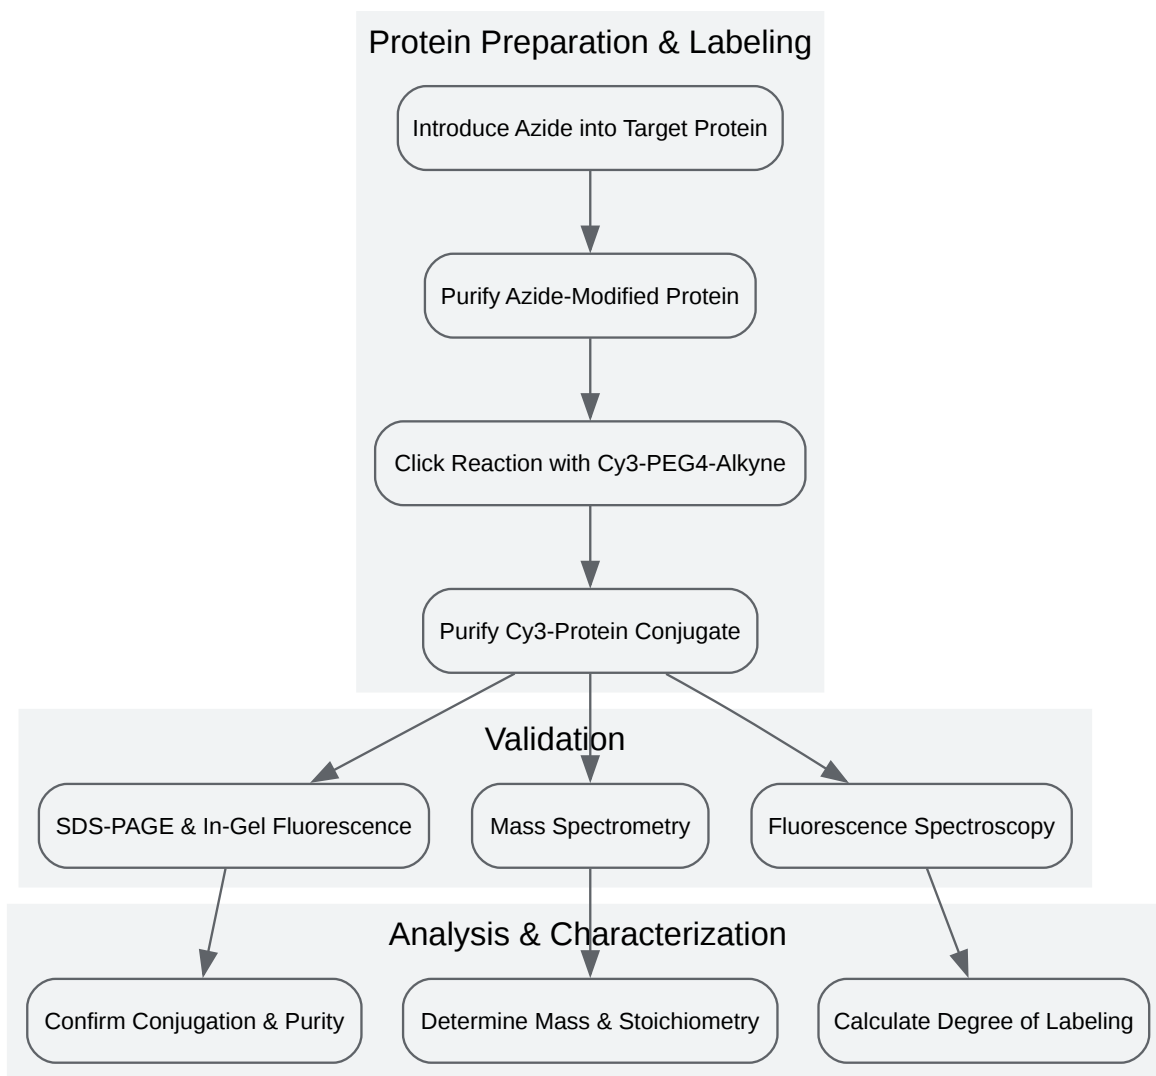 Protein Preparation & Labeling
Introduce Azide into Target Protein
Purify Azide-Modified Protein
Click Reaction with Cy3-PEG4-Alkyne
Purify Cy3-Protein Conjugate
Validation
SDS-PAGE & In-Gel Fluorescence
Mass Spectrometry
Fluorescence Spectroscopy
Analysis & Characterization
Confirm Conjugation & Purity
Determine Mass & Stoichiometry
Calculate Degree of Labeling